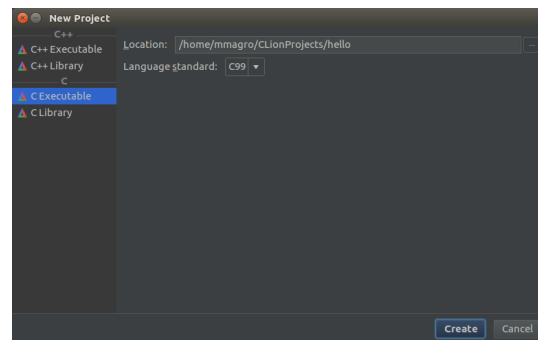 New Project
C++
C++ Executable
C++ Library
C
C Executable
C Library
Location: /home/mmagro/CLionProjects/hello
Language standard: C99
Create Cancel